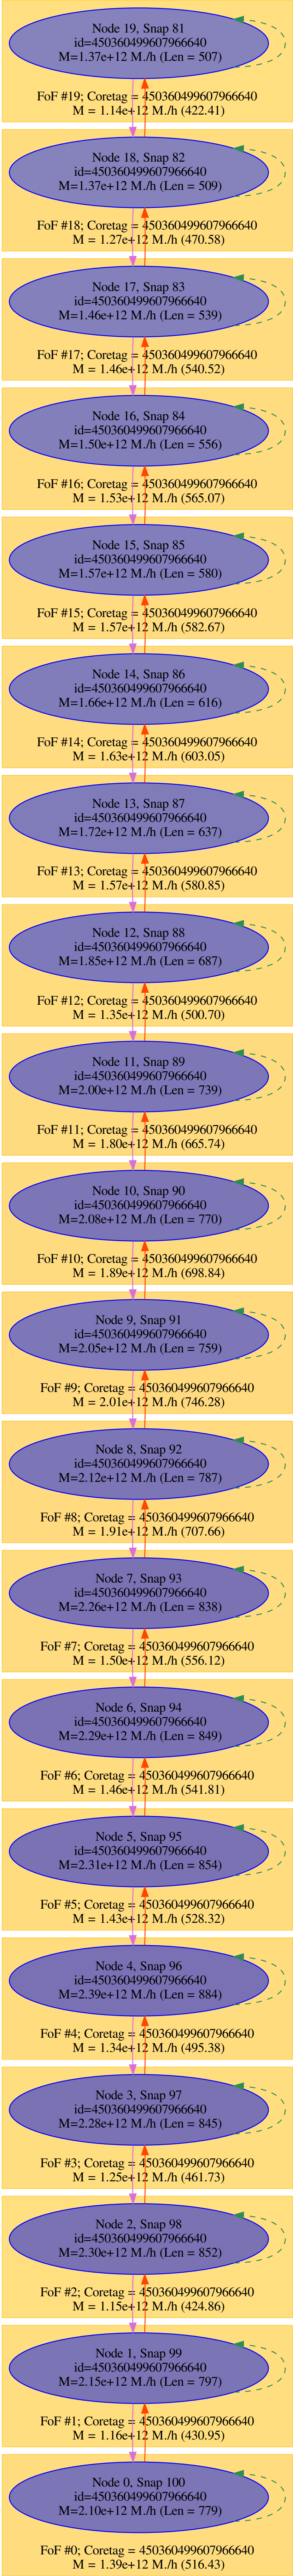 Node 19, Snap 81
id=450360499607966640
M=1.37e+12 M./h (Len = 507)
FoF #19; Coretag = 450360499607966640
M = 1.14e+12 M./h (422.41)
Node 18, Snap 82
id=450360499607966640
M=1.37e+12 M./h (Len = 509)
FoF #18; Coretag = 450360499607966640
M = 1.27e+12 M./h (470.58)
Node 17, Snap 83
id=450360499607966640
M=1.46e+12 M./h (Len = 539)
FoF #17; Coretag = 450360499607966640
M = 1.46e+12 M./h (540.52)
Node 16, Snap 84
id=450360499607966640
M=1.50e+12 M./h (Len = 556)
FoF #16; Coretag = 450360499607966640
M = 1.53e+12 M./h (565.07)
Node 15, Snap 85
id=450360499607966640
M=1.57e+12 M./h (Len = 580)
FoF #15; Coretag = 450360499607966640
M = 1.57e+12 M./h (582.67)
Node 14, Snap 86
id=450360499607966640
M=1.66e+12 M./h (Len = 616)
FoF #14; Coretag = 450360499607966640
M = 1.63e+12 M./h (603.05)
Node 13, Snap 87
id=450360499607966640
M=1.72e+12 M./h (Len = 637)
FoF #13; Coretag = 450360499607966640
M = 1.57e+12 M./h (580.85)
Node 12, Snap 88
id=450360499607966640
M=1.85e+12 M./h (Len = 687)
FoF #12; Coretag = 450360499607966640
M = 1.35e+12 M./h (500.70)
Node 11, Snap 89
id=450360499607966640
M=2.00e+12 M./h (Len = 739)
FoF #11; Coretag = 450360499607966640
M = 1.80e+12 M./h (665.74)
Node 10, Snap 90
id=450360499607966640
M=2.08e+12 M./h (Len = 770)
FoF #10; Coretag = 450360499607966640
M = 1.89e+12 M./h (698.84)
Node 9, Snap 91
id=450360499607966640
M=2.05e+12 M./h (Len = 759)
FoF #9; Coretag = 450360499607966640
M = 2.01e+12 M./h (746.28)
Node 8, Snap 92
id=450360499607966640
M=2.12e+12 M./h (Len = 787)
FoF #8; Coretag = 450360499607966640
M = 1.91e+12 M./h (707.66)
Node 7, Snap 93
id=450360499607966640
M=2.26e+12 M./h (Len = 838)
FoF #7; Coretag = 450360499607966640
M = 1.50e+12 M./h (556.12)
Node 6, Snap 94
id=450360499607966640
M=2.29e+12 M./h (Len = 849)
FoF #6; Coretag = 450360499607966640
M = 1.46e+12 M./h (541.81)
Node 5, Snap 95
id=450360499607966640
M=2.31e+12 M./h (Len = 854)
FoF #5; Coretag = 450360499607966640
M = 1.43e+12 M./h (528.32)
Node 4, Snap 96
id=450360499607966640
M=2.39e+12 M./h (Len = 884)
FoF #4; Coretag = 450360499607966640
M = 1.34e+12 M./h (495.38)
Node 3, Snap 97
id=450360499607966640
M=2.28e+12 M./h (Len = 845)
FoF #3; Coretag = 450360499607966640
M = 1.25e+12 M./h (461.73)
Node 2, Snap 98
id=450360499607966640
M=2.30e+12 M./h (Len = 852)
FoF #2; Coretag = 450360499607966640
M = 1.15e+12 M./h (424.86)
Node 1, Snap 99
id=450360499607966640
M=2.15e+12 M./h (Len = 797)
FoF #1; Coretag = 450360499607966640
M = 1.16e+12 M./h (430.95)
Node 0, Snap 100
id=450360499607966640
M=2.10e+12 M./h (Len = 779)
FoF #0; Coretag = 450360499607966640
M = 1.39e+12 M./h (516.43)